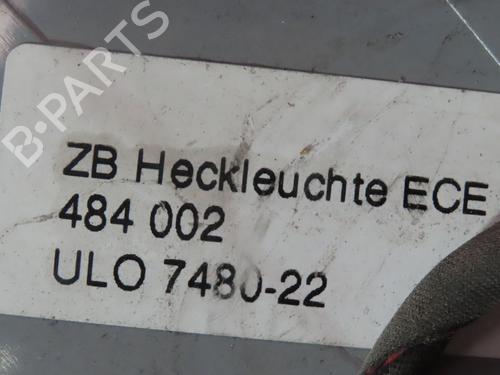 B-PARTS
ZB Heckleuchte ECE
484 002
ULO 7480-22